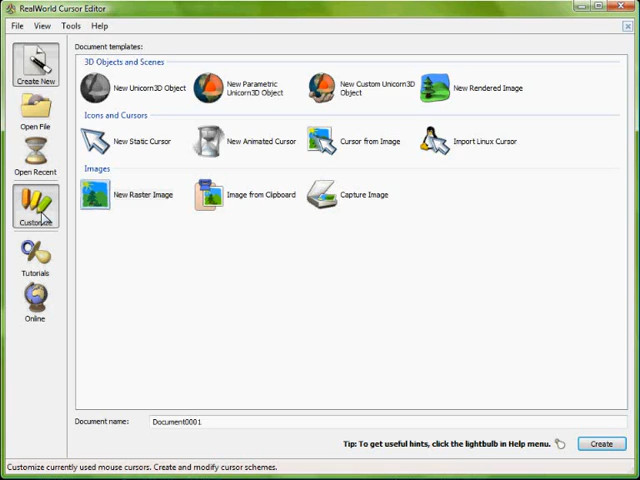 RealWorld Cursor Editor
File View Tools Help
Create New
Open File
Open Recent
Customize
Tutorials
Online
Document templates:
3D Objects and Scenes
New Unicorn3D Object
New Parametric
Unicorn3D Object
New Custom Unicorn3D
Object
New Rendered Image
Icons and Cursors
New Static Cursor
New Animated Cursor
Cursor from Image
Import Linux Cursor
Images
New Raster Image
Image from Clipboard
Capture Image
Document name: Document0001
Tip: To get useful hints, click the lightbulb in Help menu.
Create
Customize currently used mouse cursors. Create and modify cursor schemes.